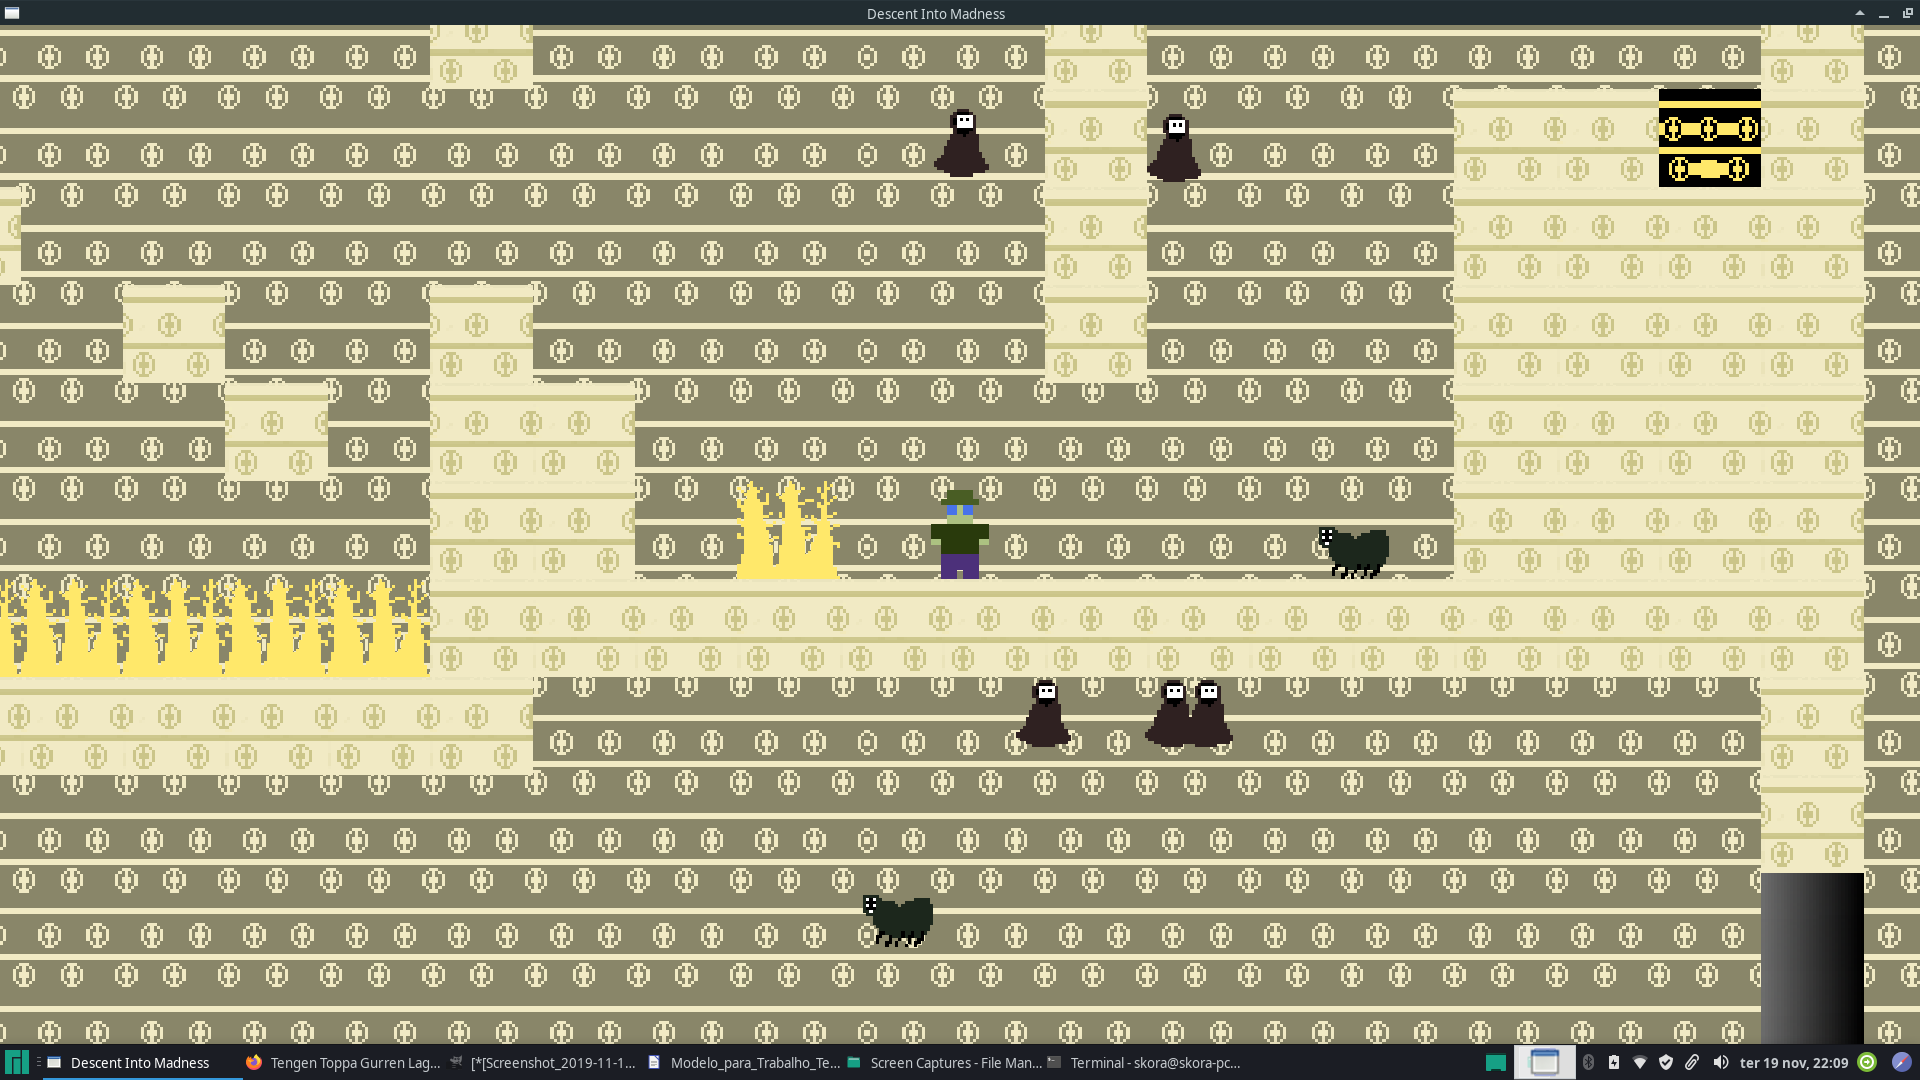 Descent Into Madness
Descent Into Madness
Tengen Toppa Gurren Lag...
[*[Screenshot_2019-11-1...
Modelo_para_Trabalho_Te...
Screen Captures - File Man...
Terminal - skora@skora-pc...
ter 19 nov, 22:09